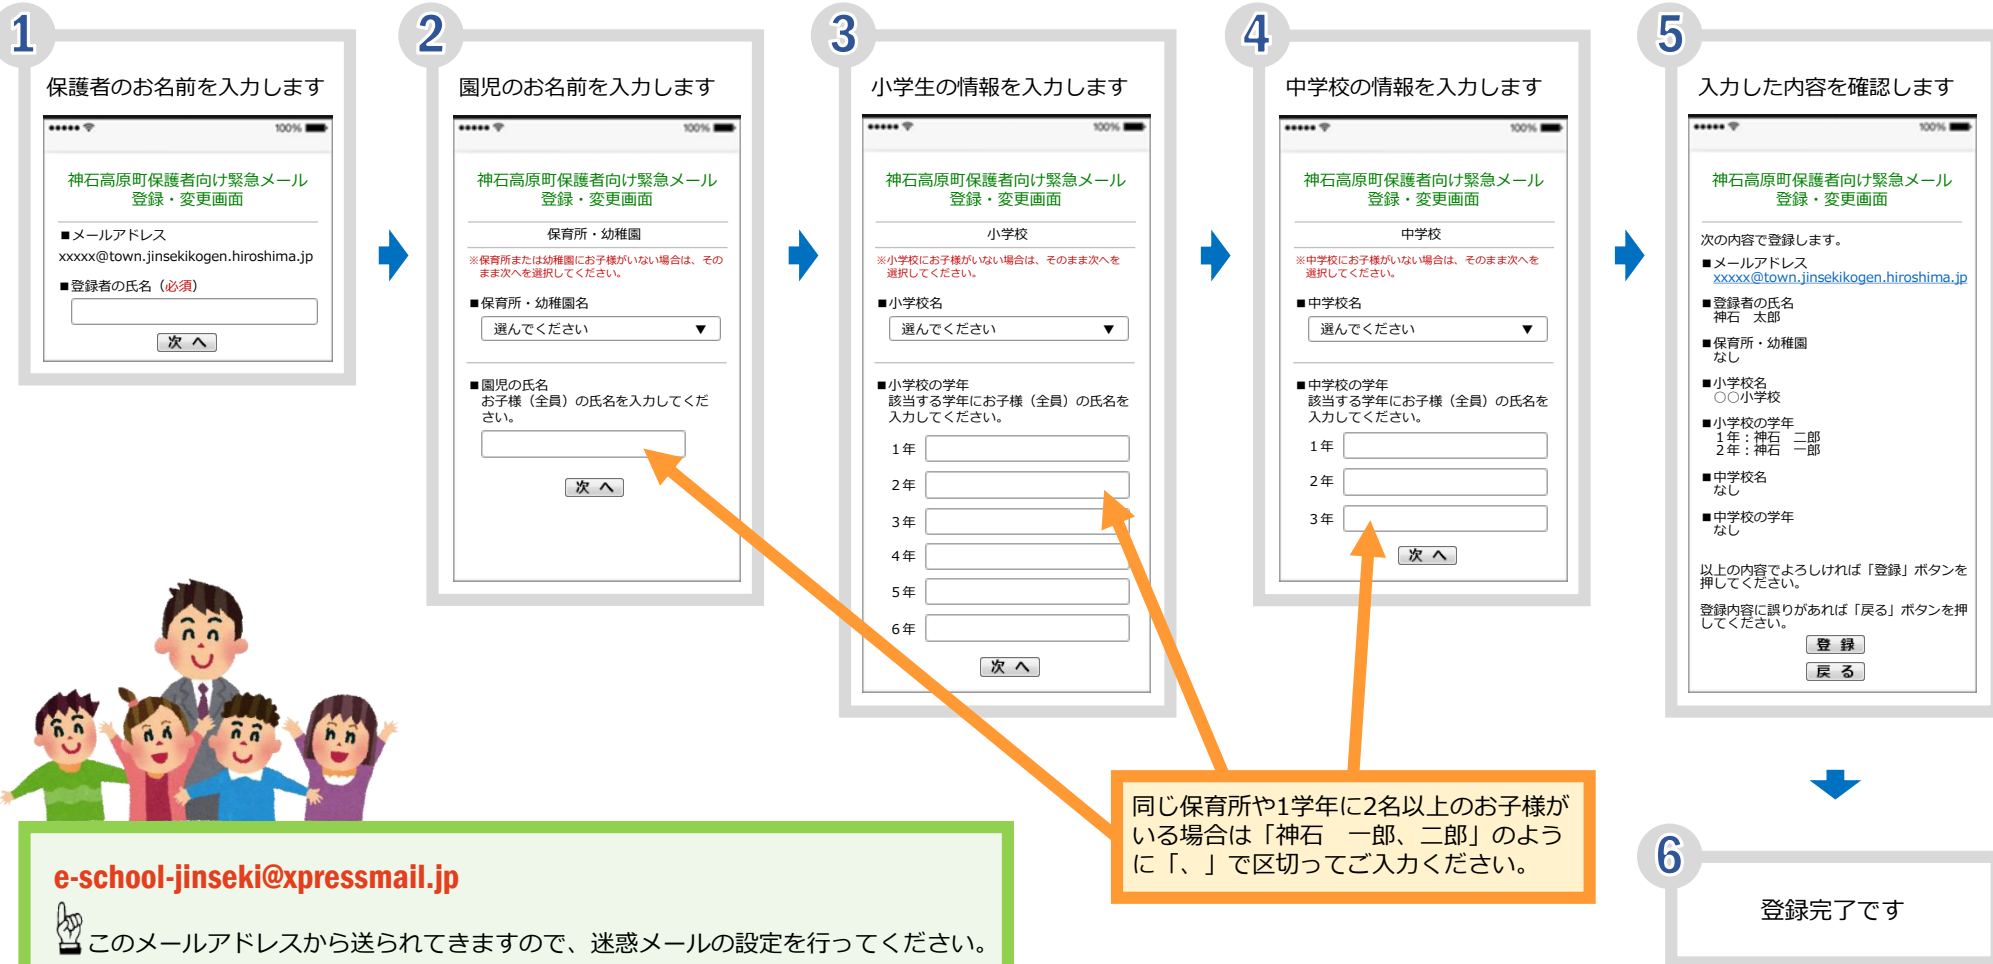 1
保護者のお名前を入力します
100%
神石高原町保護者向け緊急メール
登録・変更画面
■メールアドレス
xxxxx@town.jinsekikogen.hiroshima.jp
■登録者の氏名（必須）
次 へ
2
園児のお名前を入力します
100%
神石高原町保護者向け緊急メール
登録・変更画面
保育所・幼稚園
※保育所または幼稚園にお子様がいない場合は、その
まま次へを選択してください。
■保育所・幼稚園名
選んでください ▼
■園児の氏名
お子様（全員）の氏名を入力してくだ
さい。
次 へ
3
小学生の情報を入力します
100%
神石高原町保護者向け緊急メール
登録・変更画面
小学校
※小学校にお子様がいない場合は、そのまま次へを
選択してください。
■小学校名
選んでください ▼
■小学校の学年
該当する学年にお子様（全員）の氏名を
入力してください。
1年
2年
3年
4年
5年
6年
次 へ
4
中学校の情報を入力します
100%
神石高原町保護者向け緊急メール
登録・変更画面
中学校
※中学校にお子様がいない場合は、そのまま次へを
選択してください。
■中学校名
選んでください ▼
■中学校の学年
該当する学年にお子様（全員）の氏名を
入力してください。
1年
2年
3年
次 へ
5
入力した内容を確認します
100%
神石高原町保護者向け緊急メール
登録・変更画面
次の内容で登録します。
■メールアドレス
xxxxx@town.jinsekikogen.hiroshima.jp
■登録者の氏名
神石　太郎
■保育所・幼稚園
なし
■小学校名
○○小学校
■小学校の学年
1年：神石　二郎
2年：神石　一郎
■中学校名
なし
■中学校の学年
なし
以上の内容でよろしければ「登録」ボタンを
押してください。
登録内容に誤りがあれば「戻る」ボタンを押
してください。
登 録
戻 る
同じ保育所や1学年に2名以上のお子様が
いる場合は「神石　一郎、二郎」のよう
に「、」で区切ってご入力ください。
6
登録完了です
e-school-jinseki@xpressmail.jp
このメールアドレスから送られてきますので、迷惑メールの設定を行ってください。